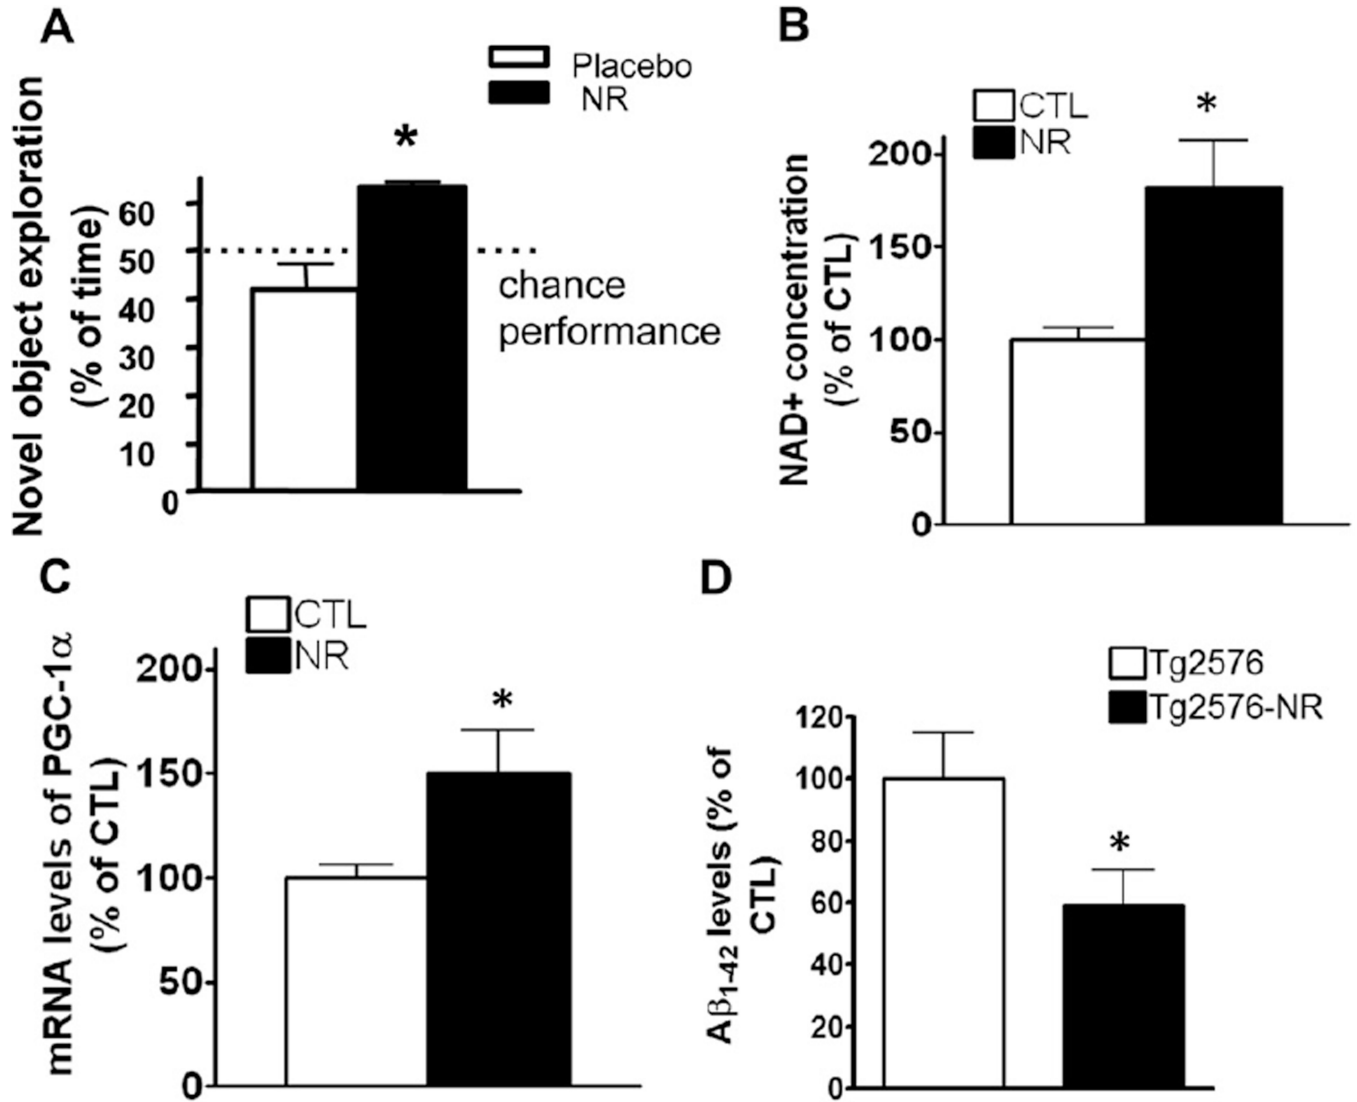 A
Placebo
NR
*
Novel object exploration
(% of time)
60
50
40
30
20
10
0
chance
performance
B
CTL
NR
*
NAD+ concentration
(% of CTL)
200
150
100
50
0
C
CTL
NR
*
mRNA levels of PGC-1α
(% of CTL)
200
150
100
50
0
D
Tg2576
Tg2576-NR
*
Aβ1-42 levels (% of
CTL)
120
100
80
60
40
20
0